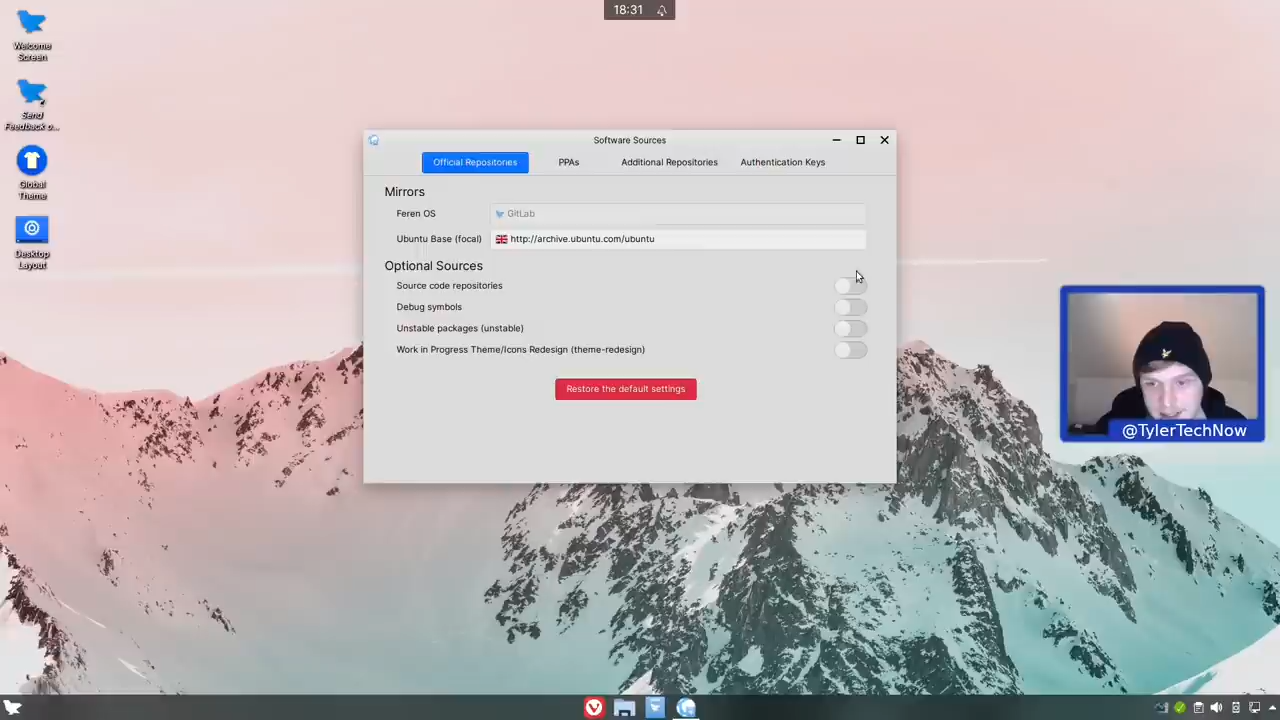 18:31
Welcome
Screen
Send
Feedback o...
Global
Theme
Desktop
Layout
Software Sources
Official Repositories
PPAs
Additional Repositories
Authentication Keys
Mirrors
Feren OS
GitLab
Ubuntu Base (focal)
http://archive.ubuntu.com/ubuntu
Optional Sources
Source code repositories
Debug symbols
Unstable packages (unstable)
Work in Progress Theme/Icons Redesign (theme-redesign)
Restore the default settings
@TylerTechNow